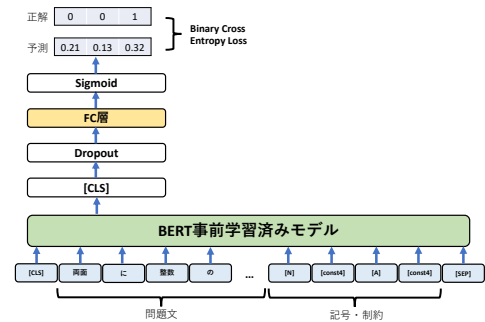 正解 0 0 1
予測 0.21 0.13 0.32
Binary Cross
Entropy Loss
Sigmoid
FC層
Dropout
[CLS]
BERT事前学習済みモデル
[CLS] 両面 に 整数 の ... [N] [const4] [A] [const4] [SEP]
問題文 記号・制約